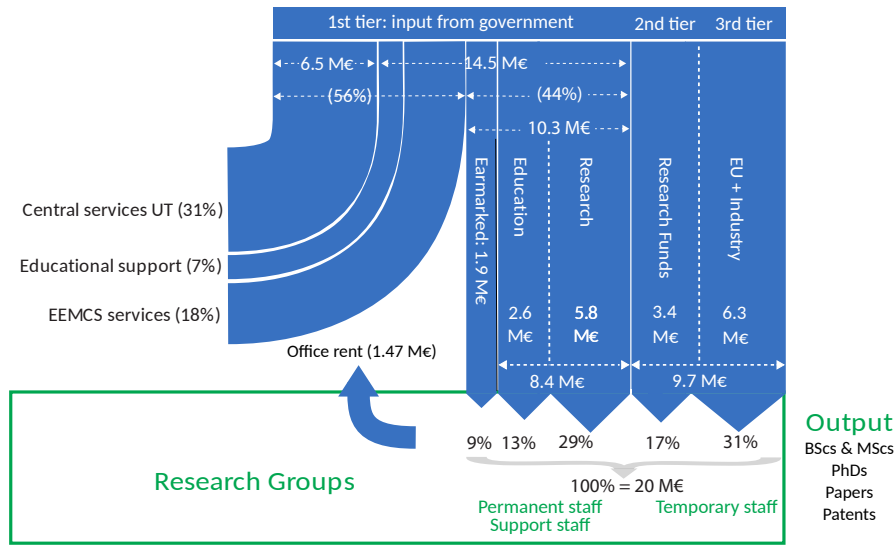 1st tier: input from government
2nd tier
3rd tier
6.5 M€
14.5 M€
(56%)
(44%)
10.3 M€
Earmarked: 1.9 M€
Education
Research
Research Funds
EU + Industry
Central services UT (31%)
Educational support (7%)
EEMCS services (18%)
2.6
M€
5.8
M€
3.4
M€
6.3
M€
Office rent (1.47 M€)
8.4 M€
9.7 M€
9%
13%
29%
17%
31%
100% = 20 M€
Research Groups
Permanent staff
Support staff
Temporary staff
Output
BScs & MScs
PhDs
Papers
Patents